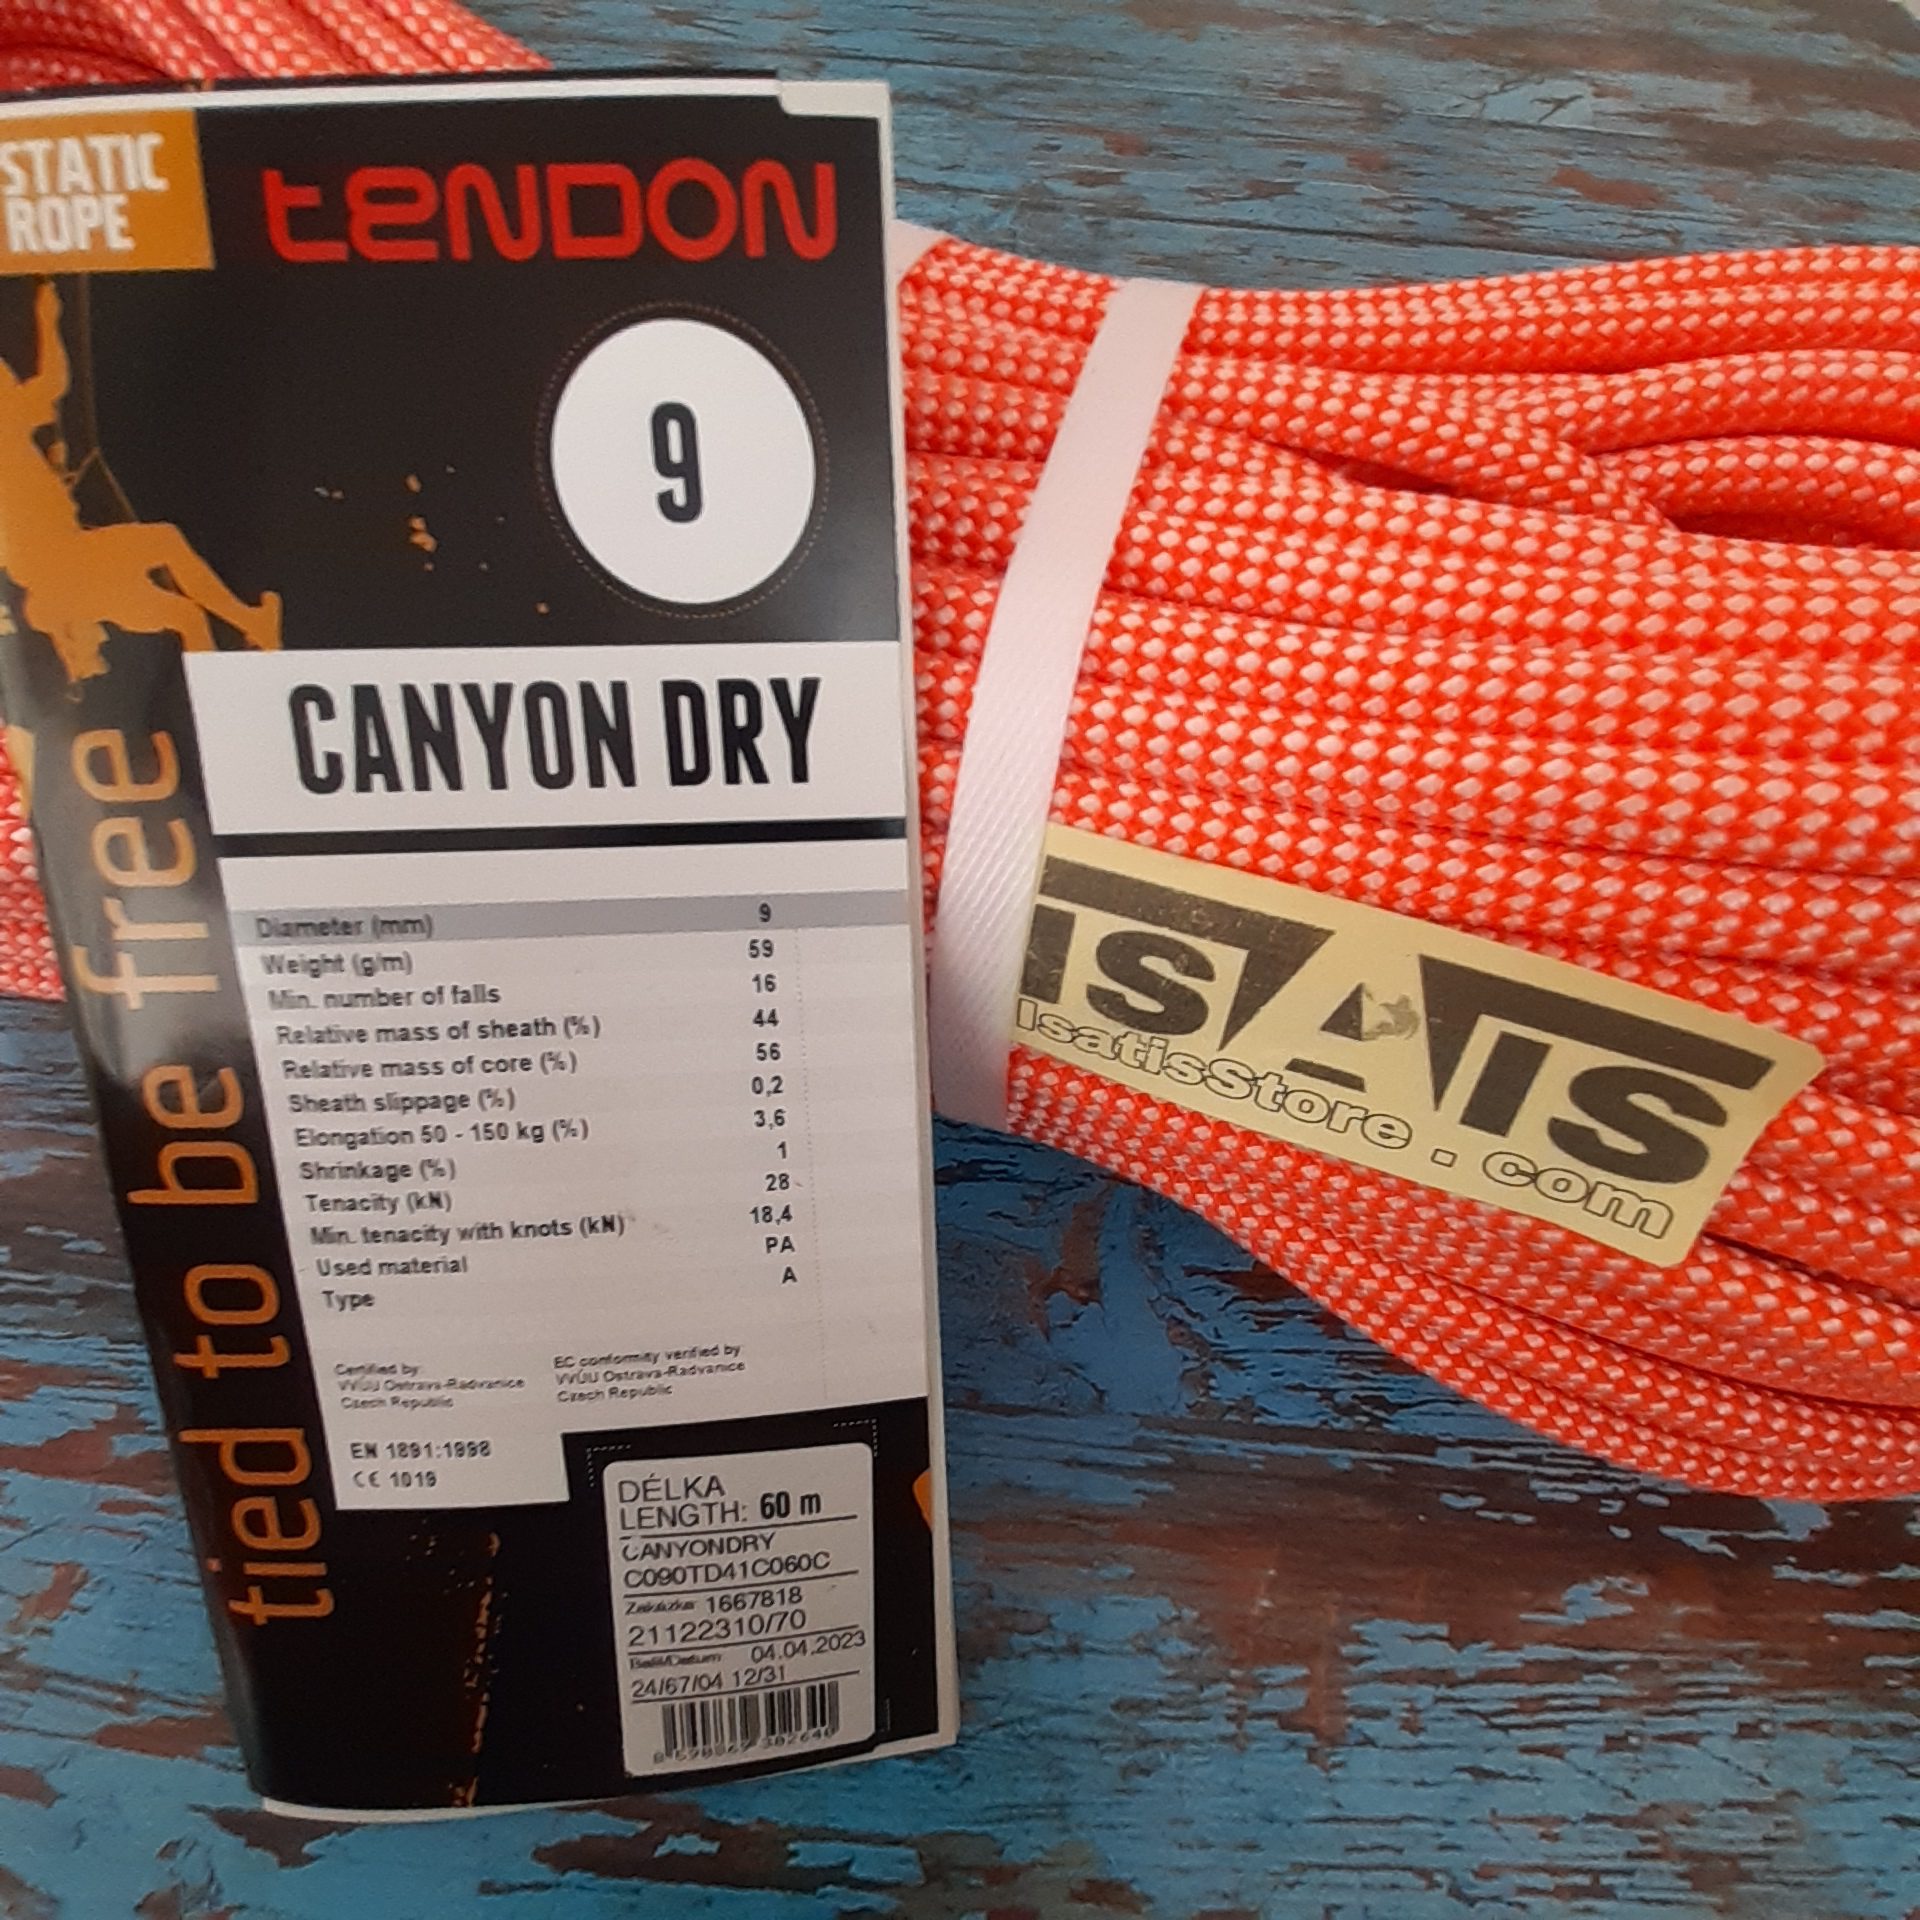 STATIC
ROPE
tENDON
9
CANYON DRY
tied to be free
Diameter (mm) 9
Weight (g/m) 59
Min. number of falls 16
Relative mass of sheath (%) 44
Relative mass of core (%) 56
Sheath slippage (%) 0,2
Elongation 50 - 150 kg (%) 3,6
Shrinkage (%) 1
Tenacity (kN) 28
Min. tenacity with knots (kN) 18,4
Used material PA
Type A
Certified by:
VVUÚ Ostrava-Radvanice
Czech Republic
EC conformity verified by
VVUÚ Ostrava-Radvanice
Czech Republic
EN 1891:1998
CE 1019
DÉLKA
LENGTH: 60 m
CANYONDRY
C090TD41C060C
Zakázka 1667818
21122310/70
Balil/Datum 04.04.2023
24/67/04 12/31
ISATIS
IsatisStore.com